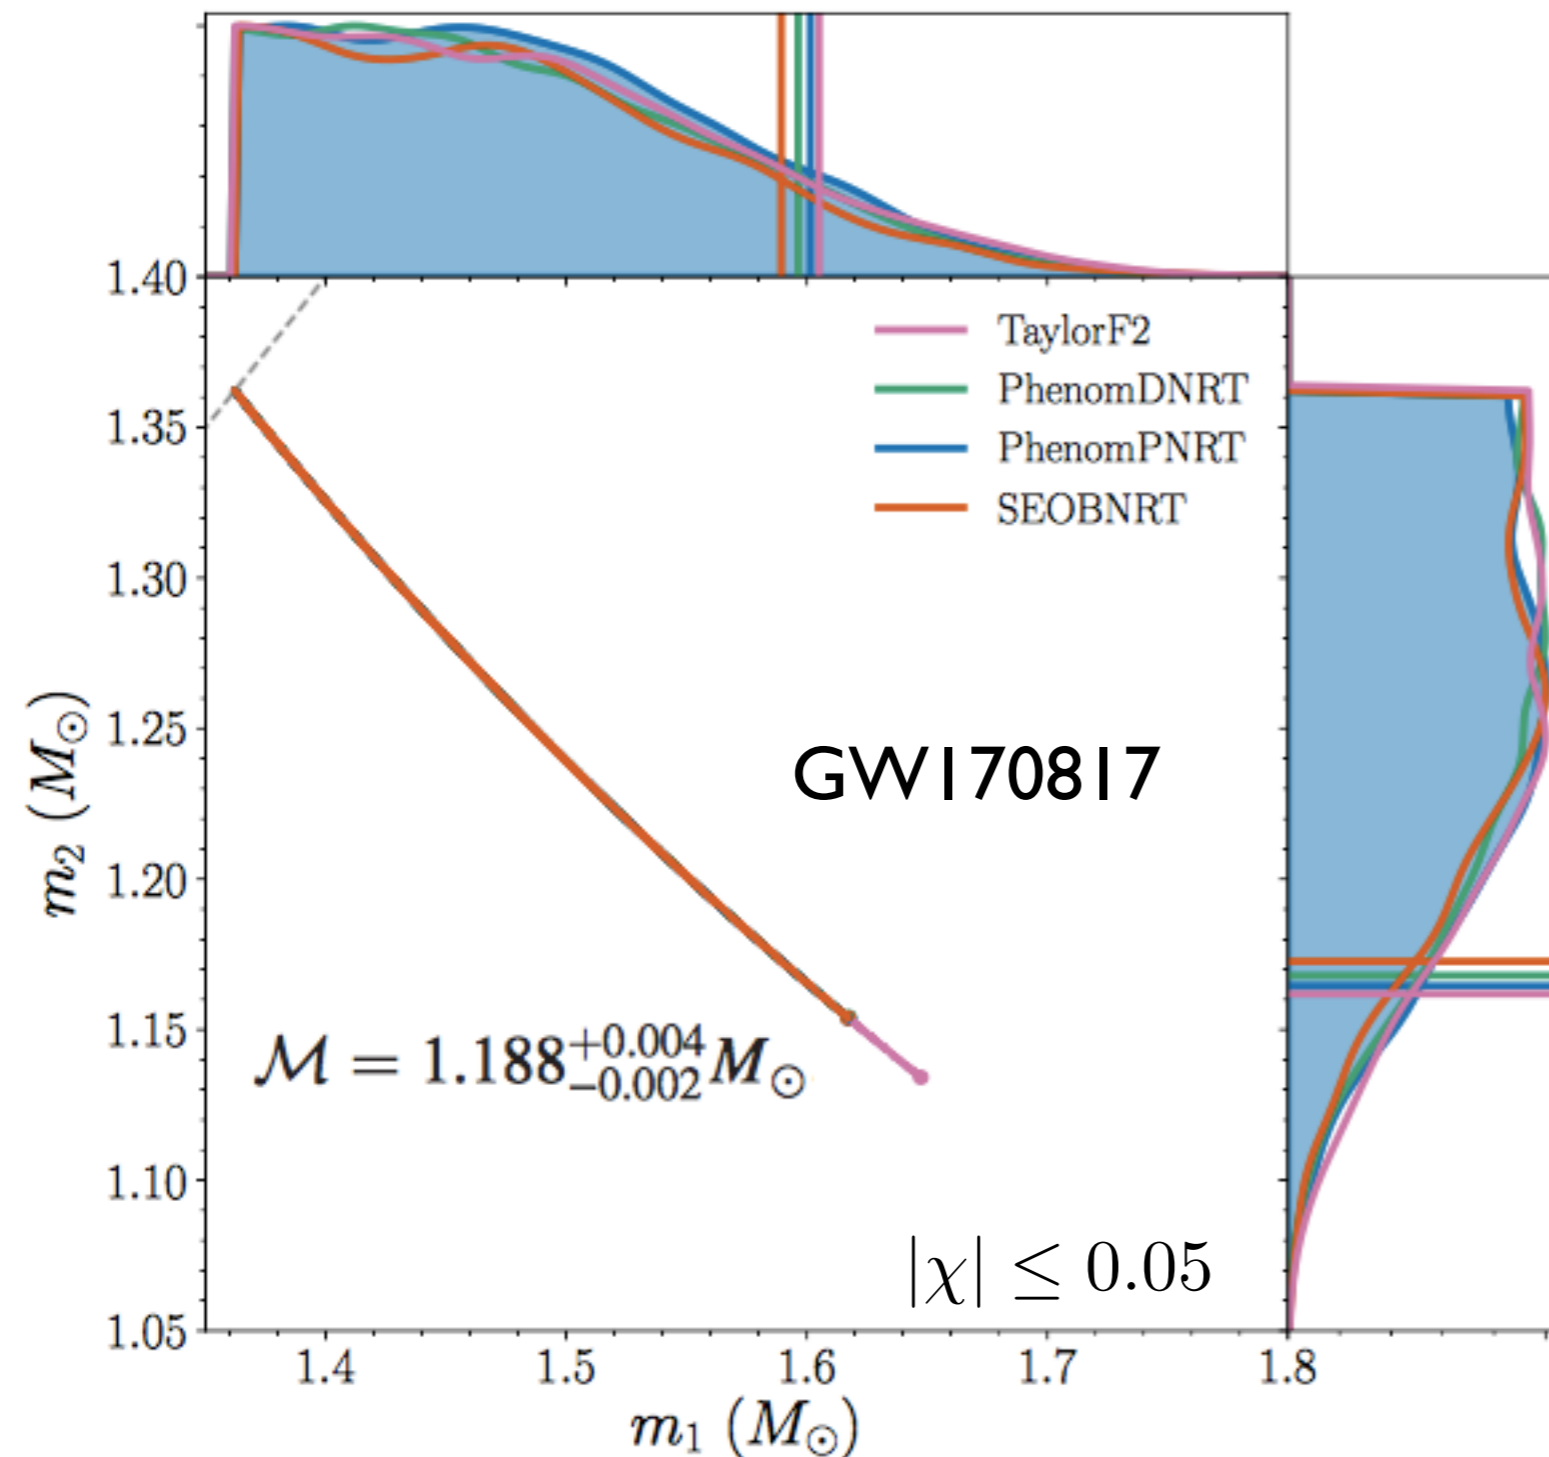 1.40
TaylorF2
PhenomDNRT
1.35
PhenomPNRT
SEOBNRT
1.30
m₂ (M⊙)
1.25
GW170817
1.20
1.15
ℳ = 1.188⁺⁰·⁰⁰⁴₋₀.₀₀₂ M⊙
1.10
|χ| ≤ 0.05
1.05
1.4 1.5 1.6 1.7 1.8
m₁ (M⊙)